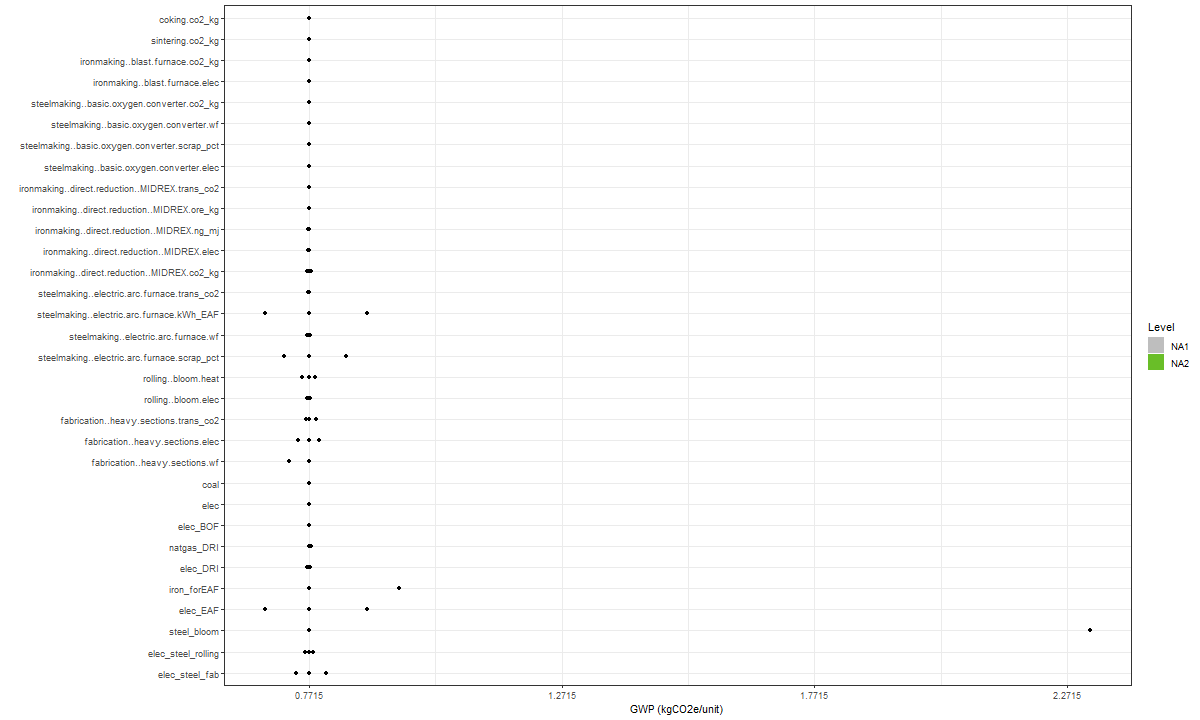 coking.co2_kg
sintering.co2_kg
ironmaking..blast.furnace.co2_kg
ironmaking..blast.furnace.elec
steelmaking..basic.oxygen.converter.co2_kg
steelmaking..basic.oxygen.converter.wf
steelmaking..basic.oxygen.converter.scrap_pct
steelmaking..basic.oxygen.converter.elec
ironmaking..direct.reduction..MIDREX.trans_co2
ironmaking..direct.reduction..MIDREX.ore_kg
ironmaking..direct.reduction..MIDREX.ng_mj
ironmaking..direct.reduction..MIDREX.elec
ironmaking..direct.reduction..MIDREX.co2_kg
steelmaking..electric.arc.furnace.trans_co2
steelmaking..electric.arc.furnace.kWh_EAF
steelmaking..electric.arc.furnace.wf
steelmaking..electric.arc.furnace.scrap_pct
rolling..bloom.heat
rolling..bloom.elec
fabrication..heavy.sections.trans_co2
fabrication..heavy.sections.elec
fabrication..heavy.sections.wf
coal
elec
elec_BOF
natgas_DRI
elec_DRI
iron_forEAF
elec_EAF
steel_bloom
elec_steel_rolling
elec_steel_fab
0.7715 1.2715 1.7715 2.2715
GWP (kgCO2e/unit)
Level
NA1
NA2